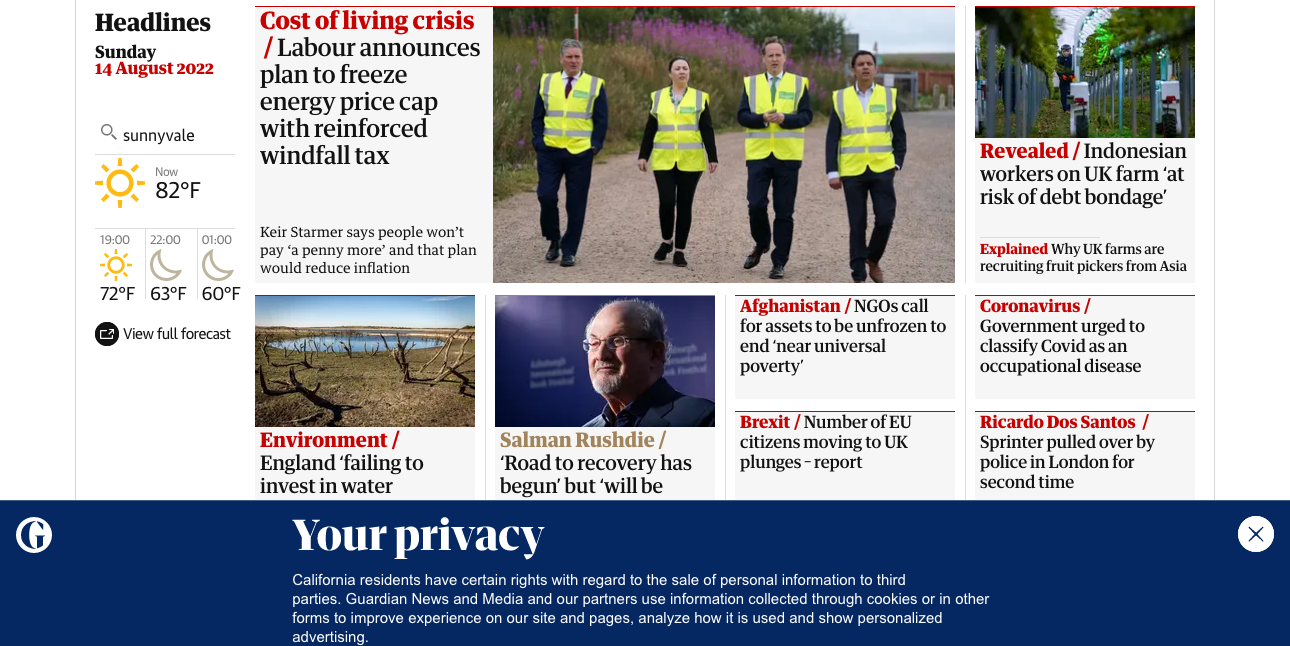 Headlines
Sunday
14 August 2022
sunnyvale
Now
82°F
19:00
22:00
01:00
72°F
63°F
60°F
View full forecast
Cost of living crisis
/ Labour announces
plan to freeze
energy price cap
with reinforced
windfall tax
Keir Starmer says people won’t
pay ‘a penny more’ and that plan
would reduce inflation
Revealed / Indonesian
workers on UK farm ‘at
risk of debt bondage’
Explained Why UK farms are
recruiting fruit pickers from Asia
Environment /
England ‘failing to
invest in water
Salman Rushdie /
‘Road to recovery has
begun’ but ‘will be
Afghanistan / NGOs call
for assets to be unfrozen to
end ‘near universal
poverty’
Brexit / Number of EU
citizens moving to UK
plunges – report
Coronavirus /
Government urged to
classify Covid as an
occupational disease
Ricardo Dos Santos /
Sprinter pulled over by
police in London for
second time
Your privacy
California residents have certain rights with regard to the sale of personal information to third
parties. Guardian News and Media and our partners use information collected through cookies or in other
forms to improve experience on our site and pages, analyze how it is used and show personalized
advertising.